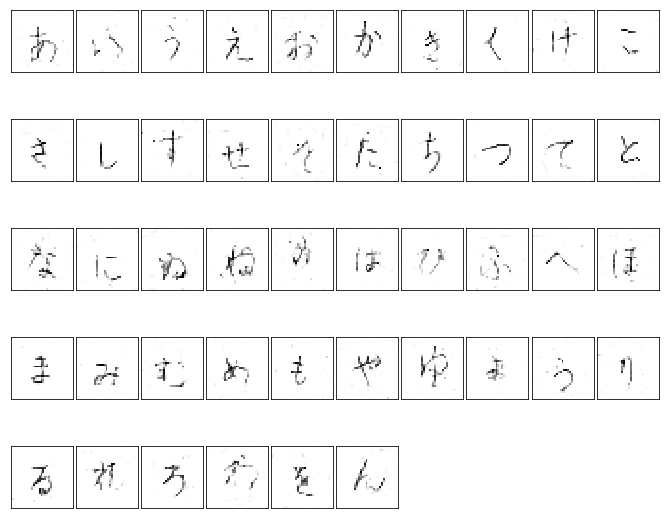 あいうえおかきくけこ
さしすせそたちつてと
なにぬねのはひふへほ
まみむめもやゆよらり
るれろわをん